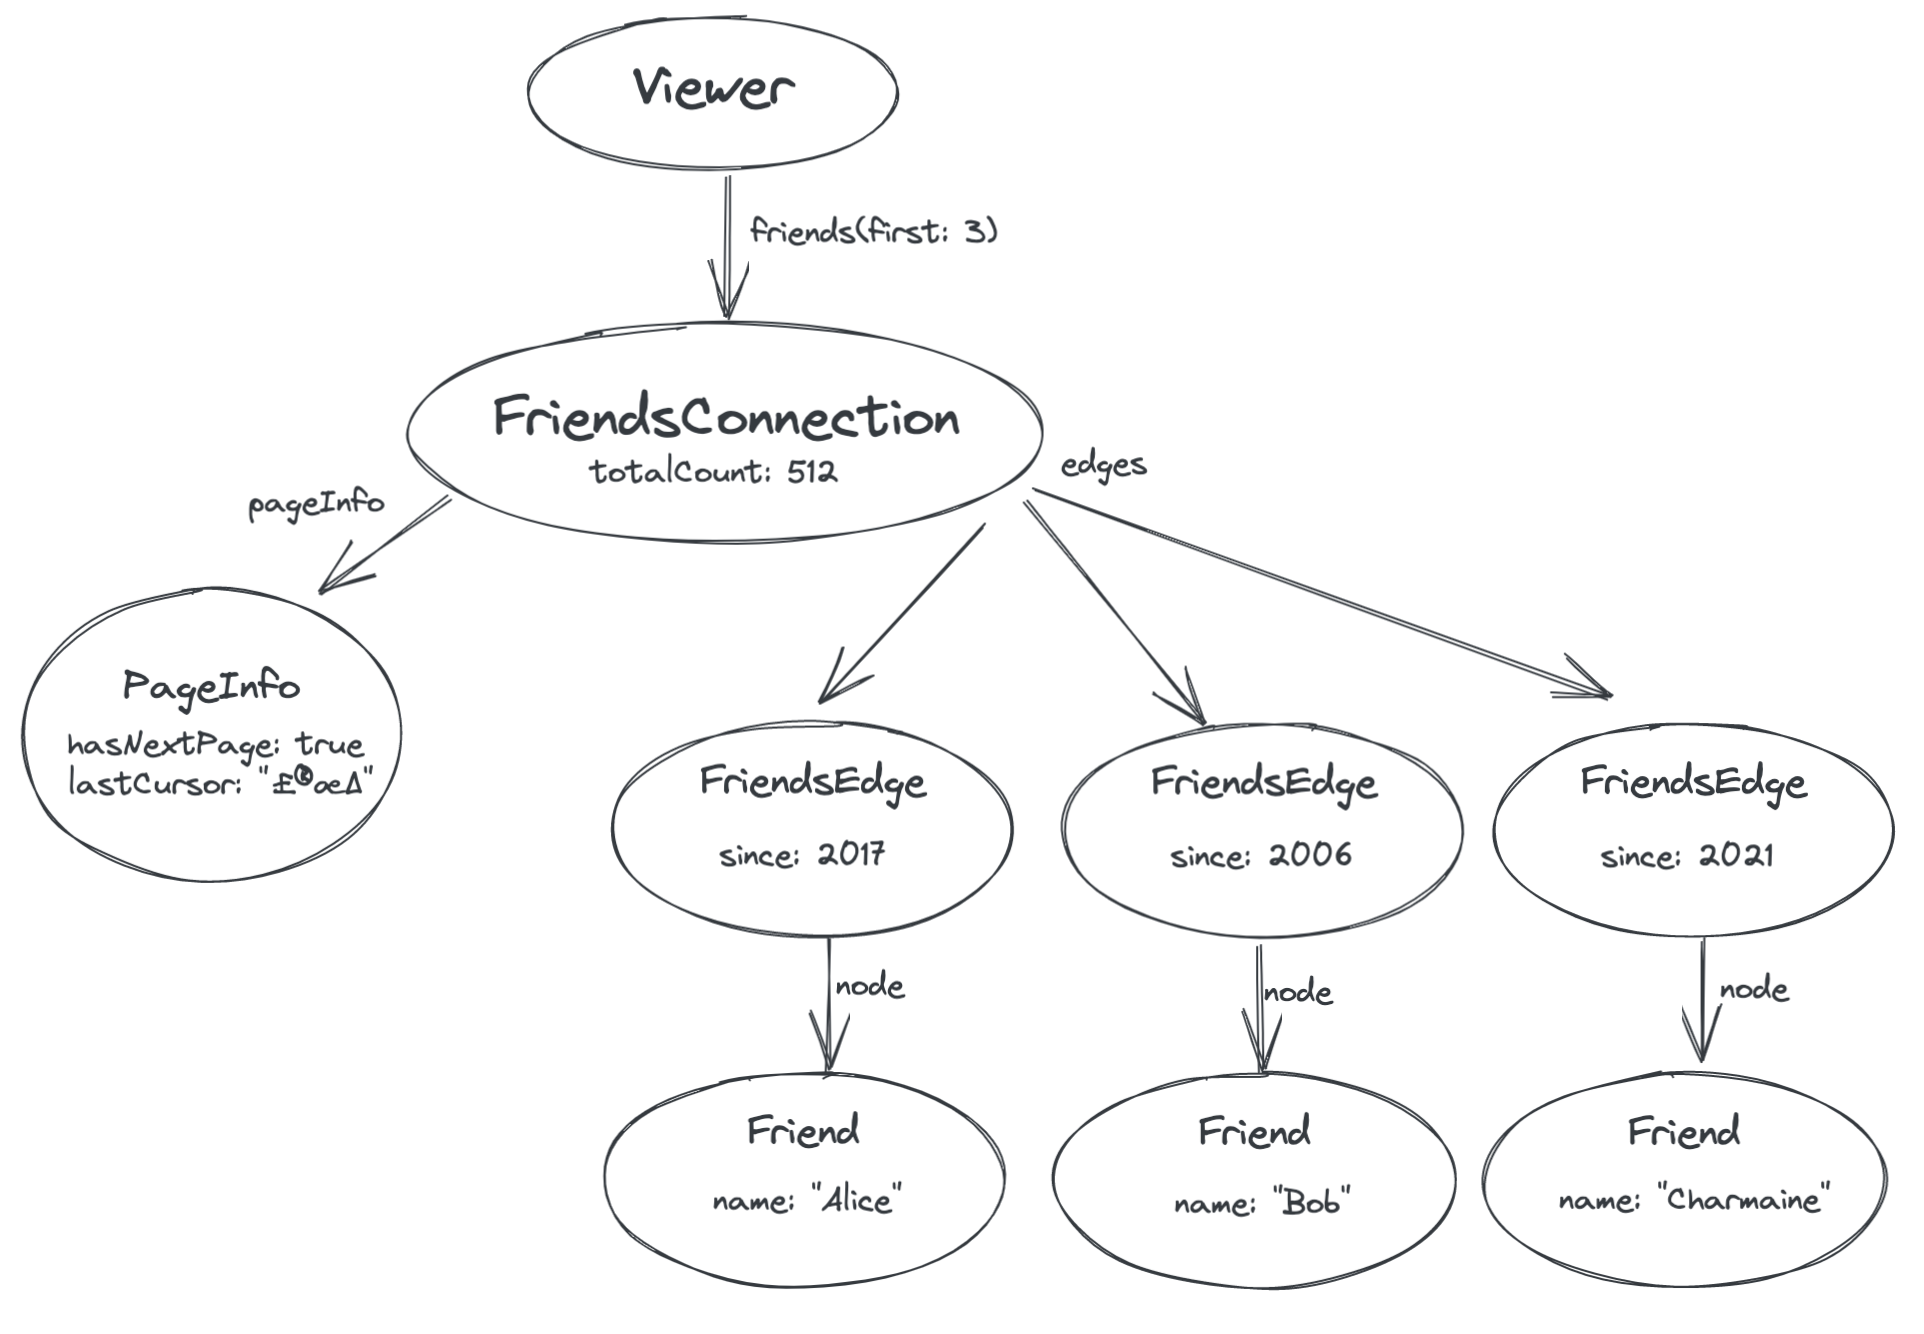 Viewer
friends(first: 3)
FriendsConnection
totalCount: 512
pageInfo
edges
PageInfo
hasNextPage: true
lastCursor: "£®œ∆"
FriendsEdge
since: 2017
FriendsEdge
since: 2006
FriendsEdge
since: 2021
node
node
node
Friend
name: "Alice"
Friend
name: "Bob"
Friend
name: "Charmaine"